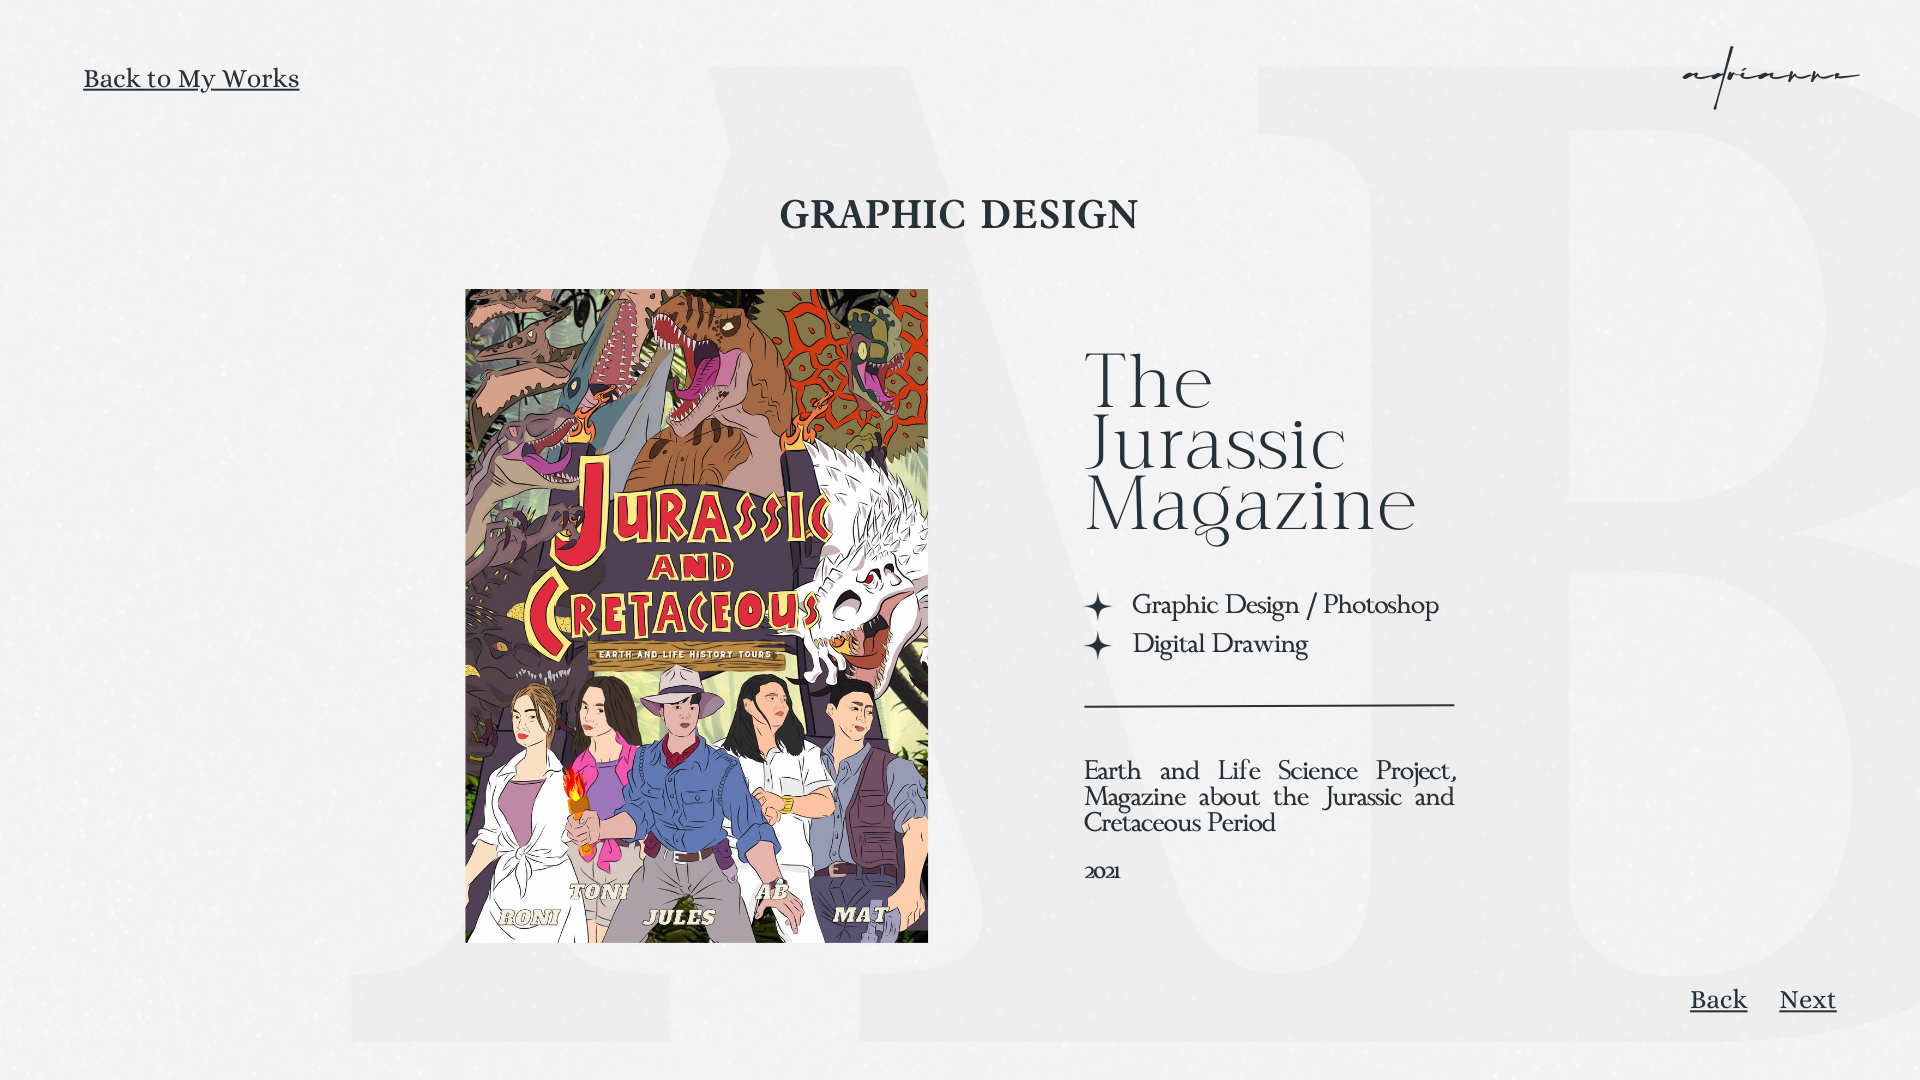 Back to My Works
adrianne
GRAPHIC DESIGN
JURASSIC
AND
CRETACEOUS
EARTH AND LIFE HISTORY TOURS
TONI
AB
RONI
JULES
MAT
The
Jurassic
Magazine
Graphic Design / Photoshop
Digital Drawing
Earth and Life Science Project,
Magazine about the Jurassic and
Cretaceous Period
2021
Back Next